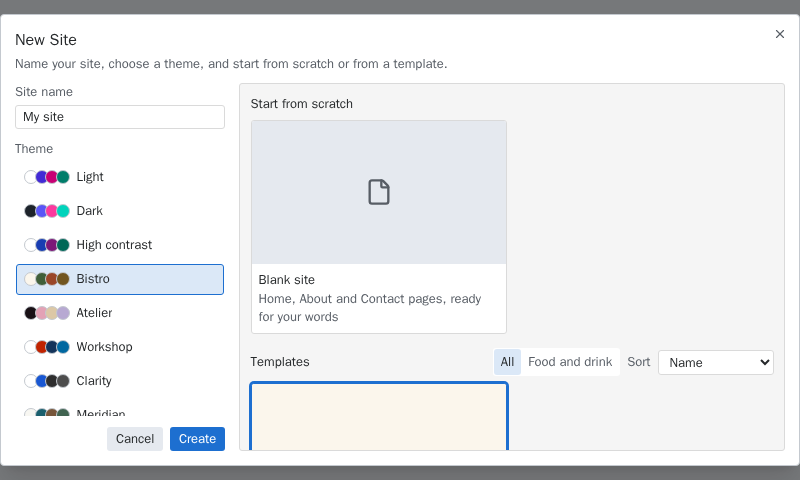 New Site
Name your site, choose a theme, and start from scratch or from a template.
Site name
My site
Theme
Light
Dark
High contrast
Bistro
Atelier
Workshop
Clarity
Meridian
Cancel
Create
Start from scratch
Blank site
Home, About and Contact pages, ready
for your words
Templates
All
Food and drink
Sort
Name